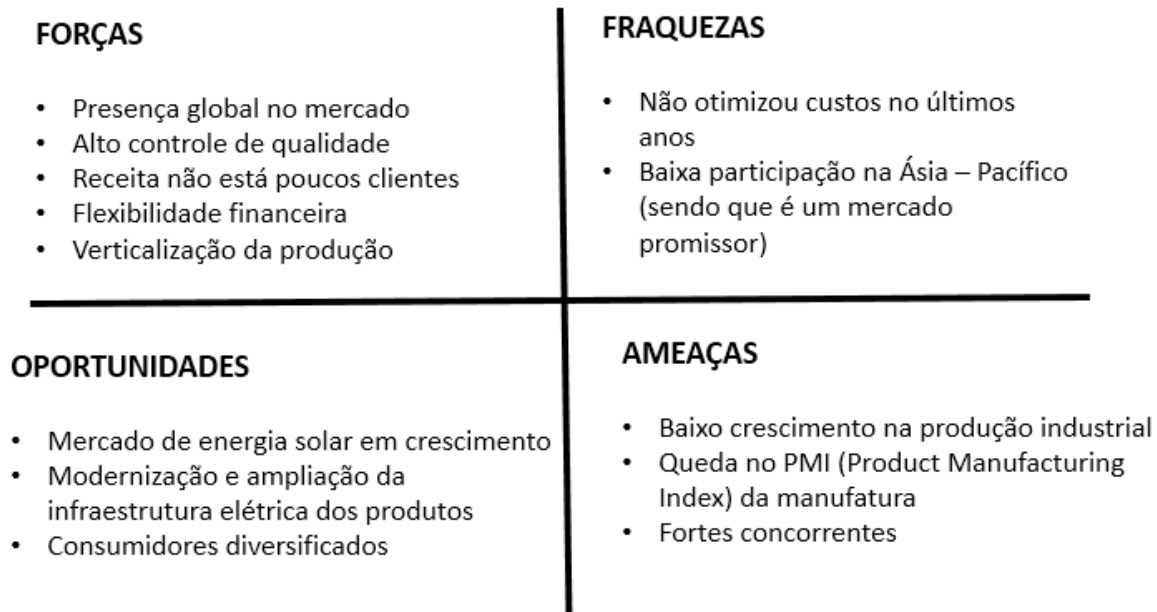 FORÇAS
• Presença global no mercado
• Alto controle de qualidade
• Receita não está poucos clientes
• Flexibilidade financeira
• Verticalização da produção
FRAQUEZAS
• Não otimizou custos no últimos
anos
• Baixa participação na Ásia – Pacífico
(sendo que é um mercado
promissor)
OPORTUNIDADES
• Mercado de energia solar em crescimento
• Modernização e ampliação da
infraestrutura elétrica dos produtos
• Consumidores diversificados
AMEAÇAS
• Baixo crescimento na produção industrial
• Queda no PMI (Product Manufacturing
Index) da manufatura
• Fortes concorrentes